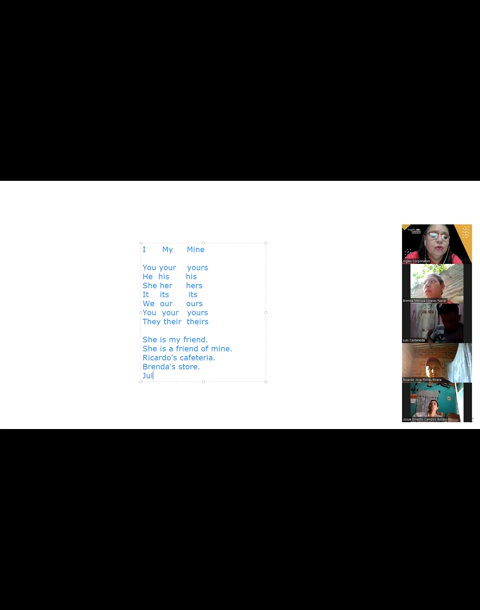 I My Mine
You your yours
He his his
She her hers
It its its
We our ours
You your yours
They their theirs
She is my friend.
She is a friend of mine.
Ricardo's cafeteria.
Brenda's store.
Jul